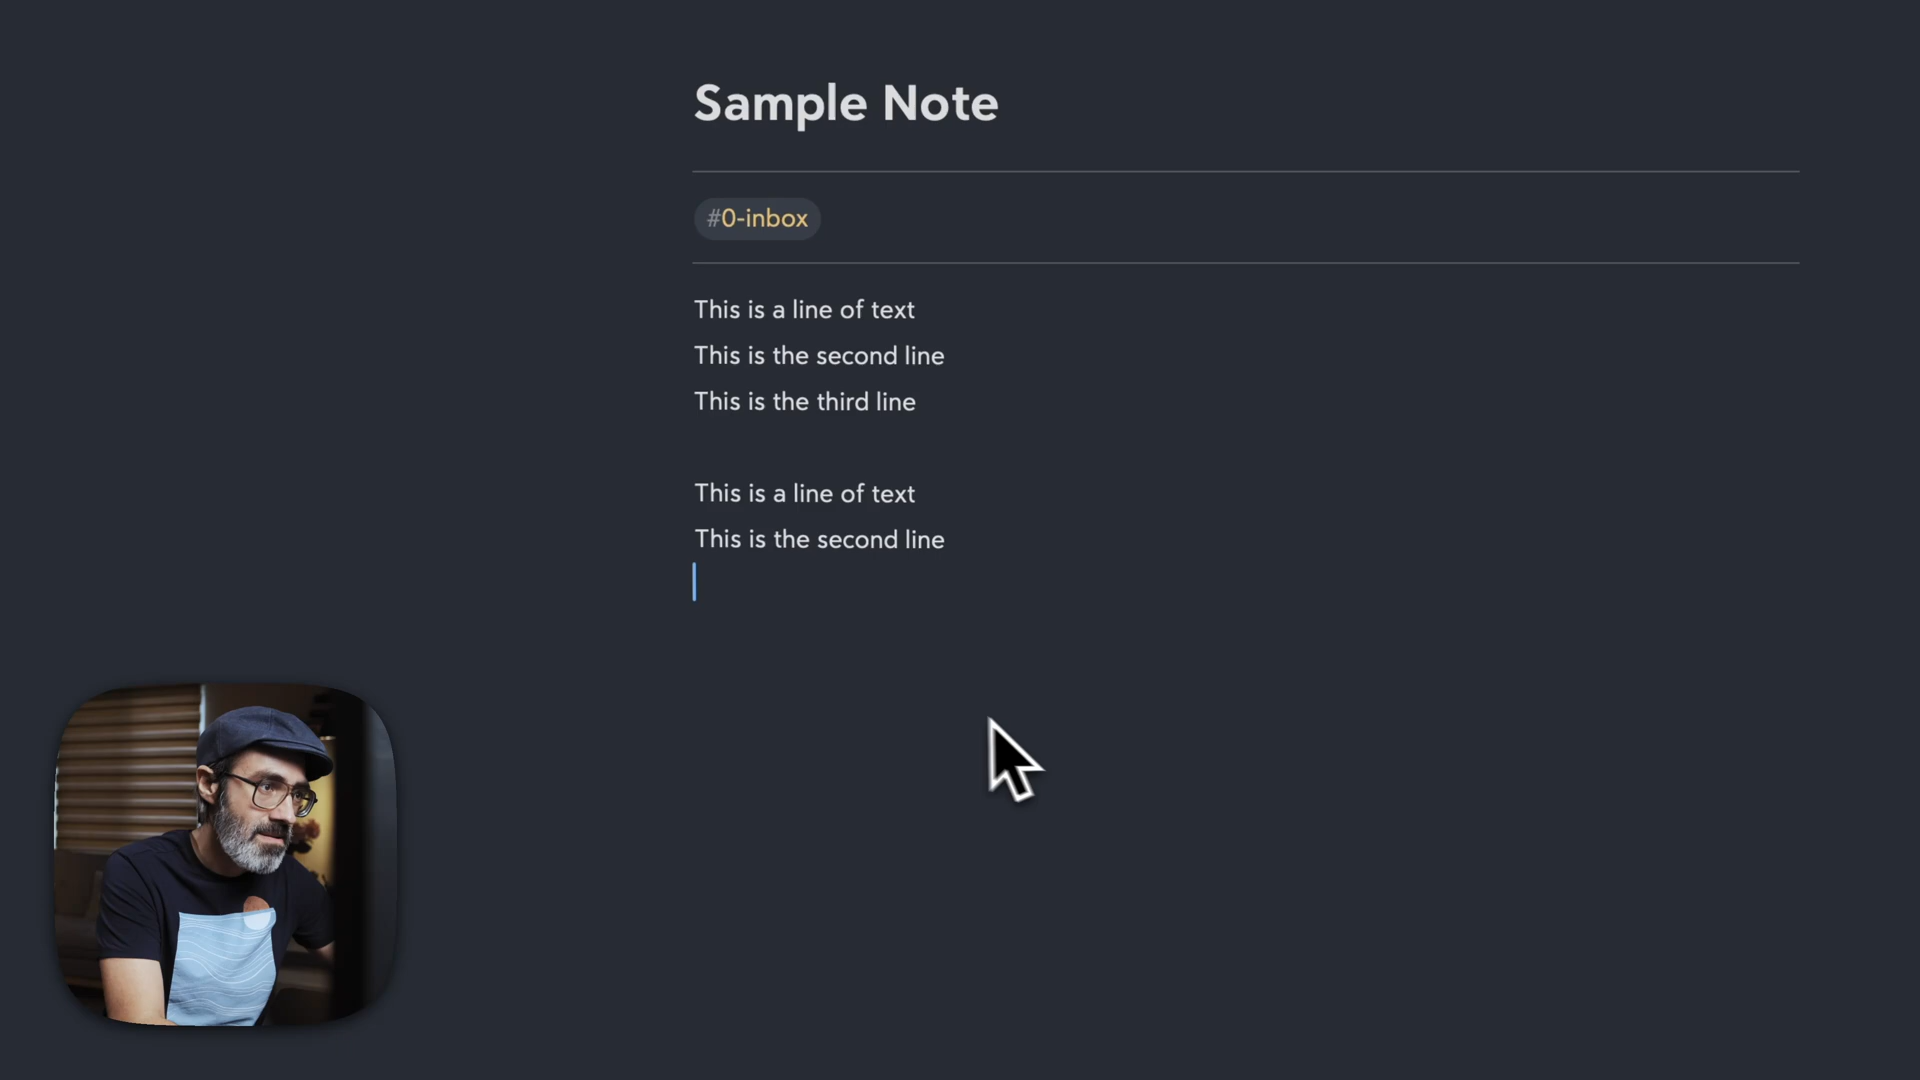 Sample Note
#0-inbox
This is a line of text
This is the second line
This is the third line
This is a line of text
This is the second line